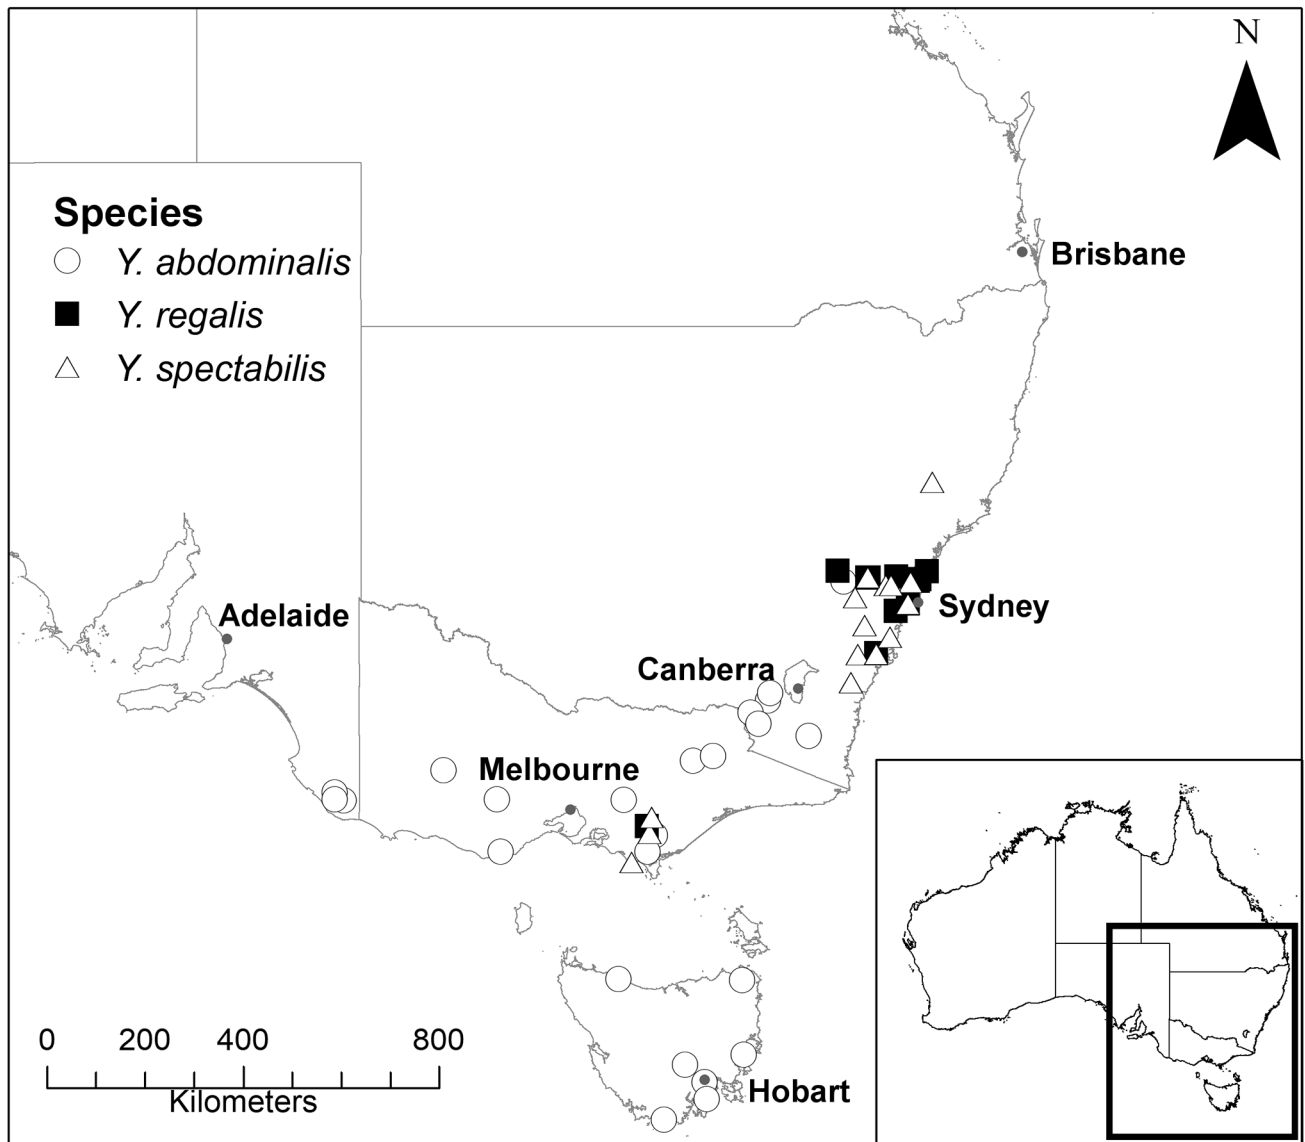 N
Species
Y. abdominalis
Y. regalis
Y. spectabilis
Brisbane
Adelaide
Sydney
Canberra
Melbourne
Hobart
0 200 400 800
Kilometers